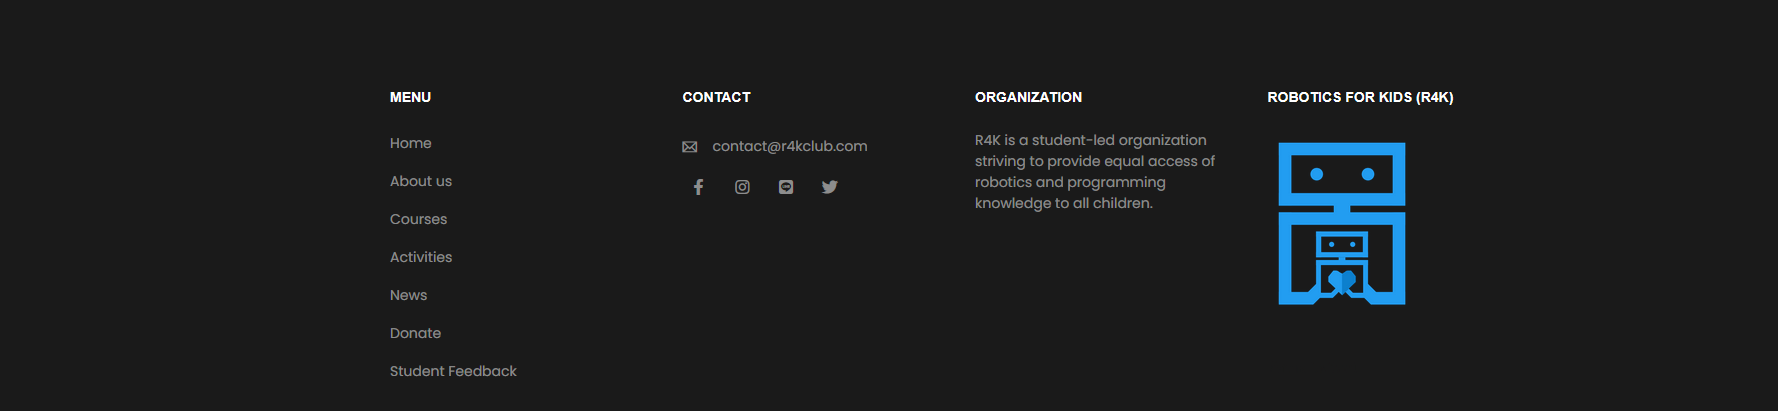 MENU
Home
About us
Courses
Activities
News
Donate
Student Feedback
CONTACT
contact@r4kclub.com
ORGANIZATION
R4K is a student-led organization
striving to provide equal access of
robotics and programming
knowledge to all children.
ROBOTICS FOR KIDS (R4K)